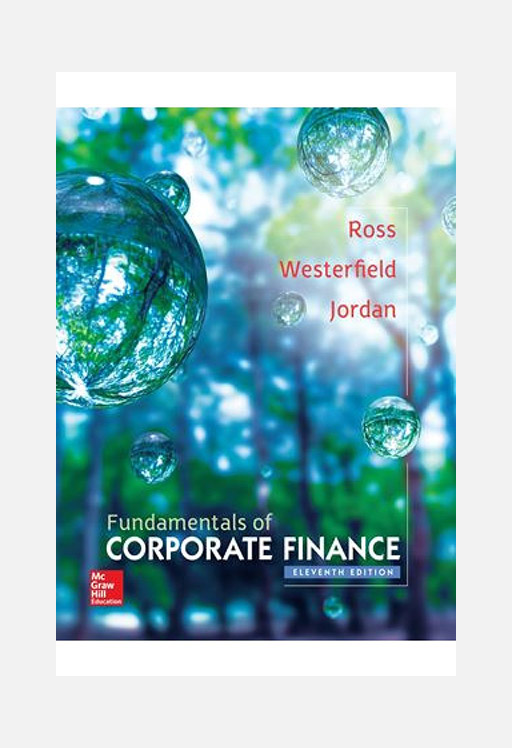 Ross
Westerfield
Jordan
Fundamentals of
CORPORATE FINANCE
ELEVENTH EDITION
Mc
Graw
Hill
Education